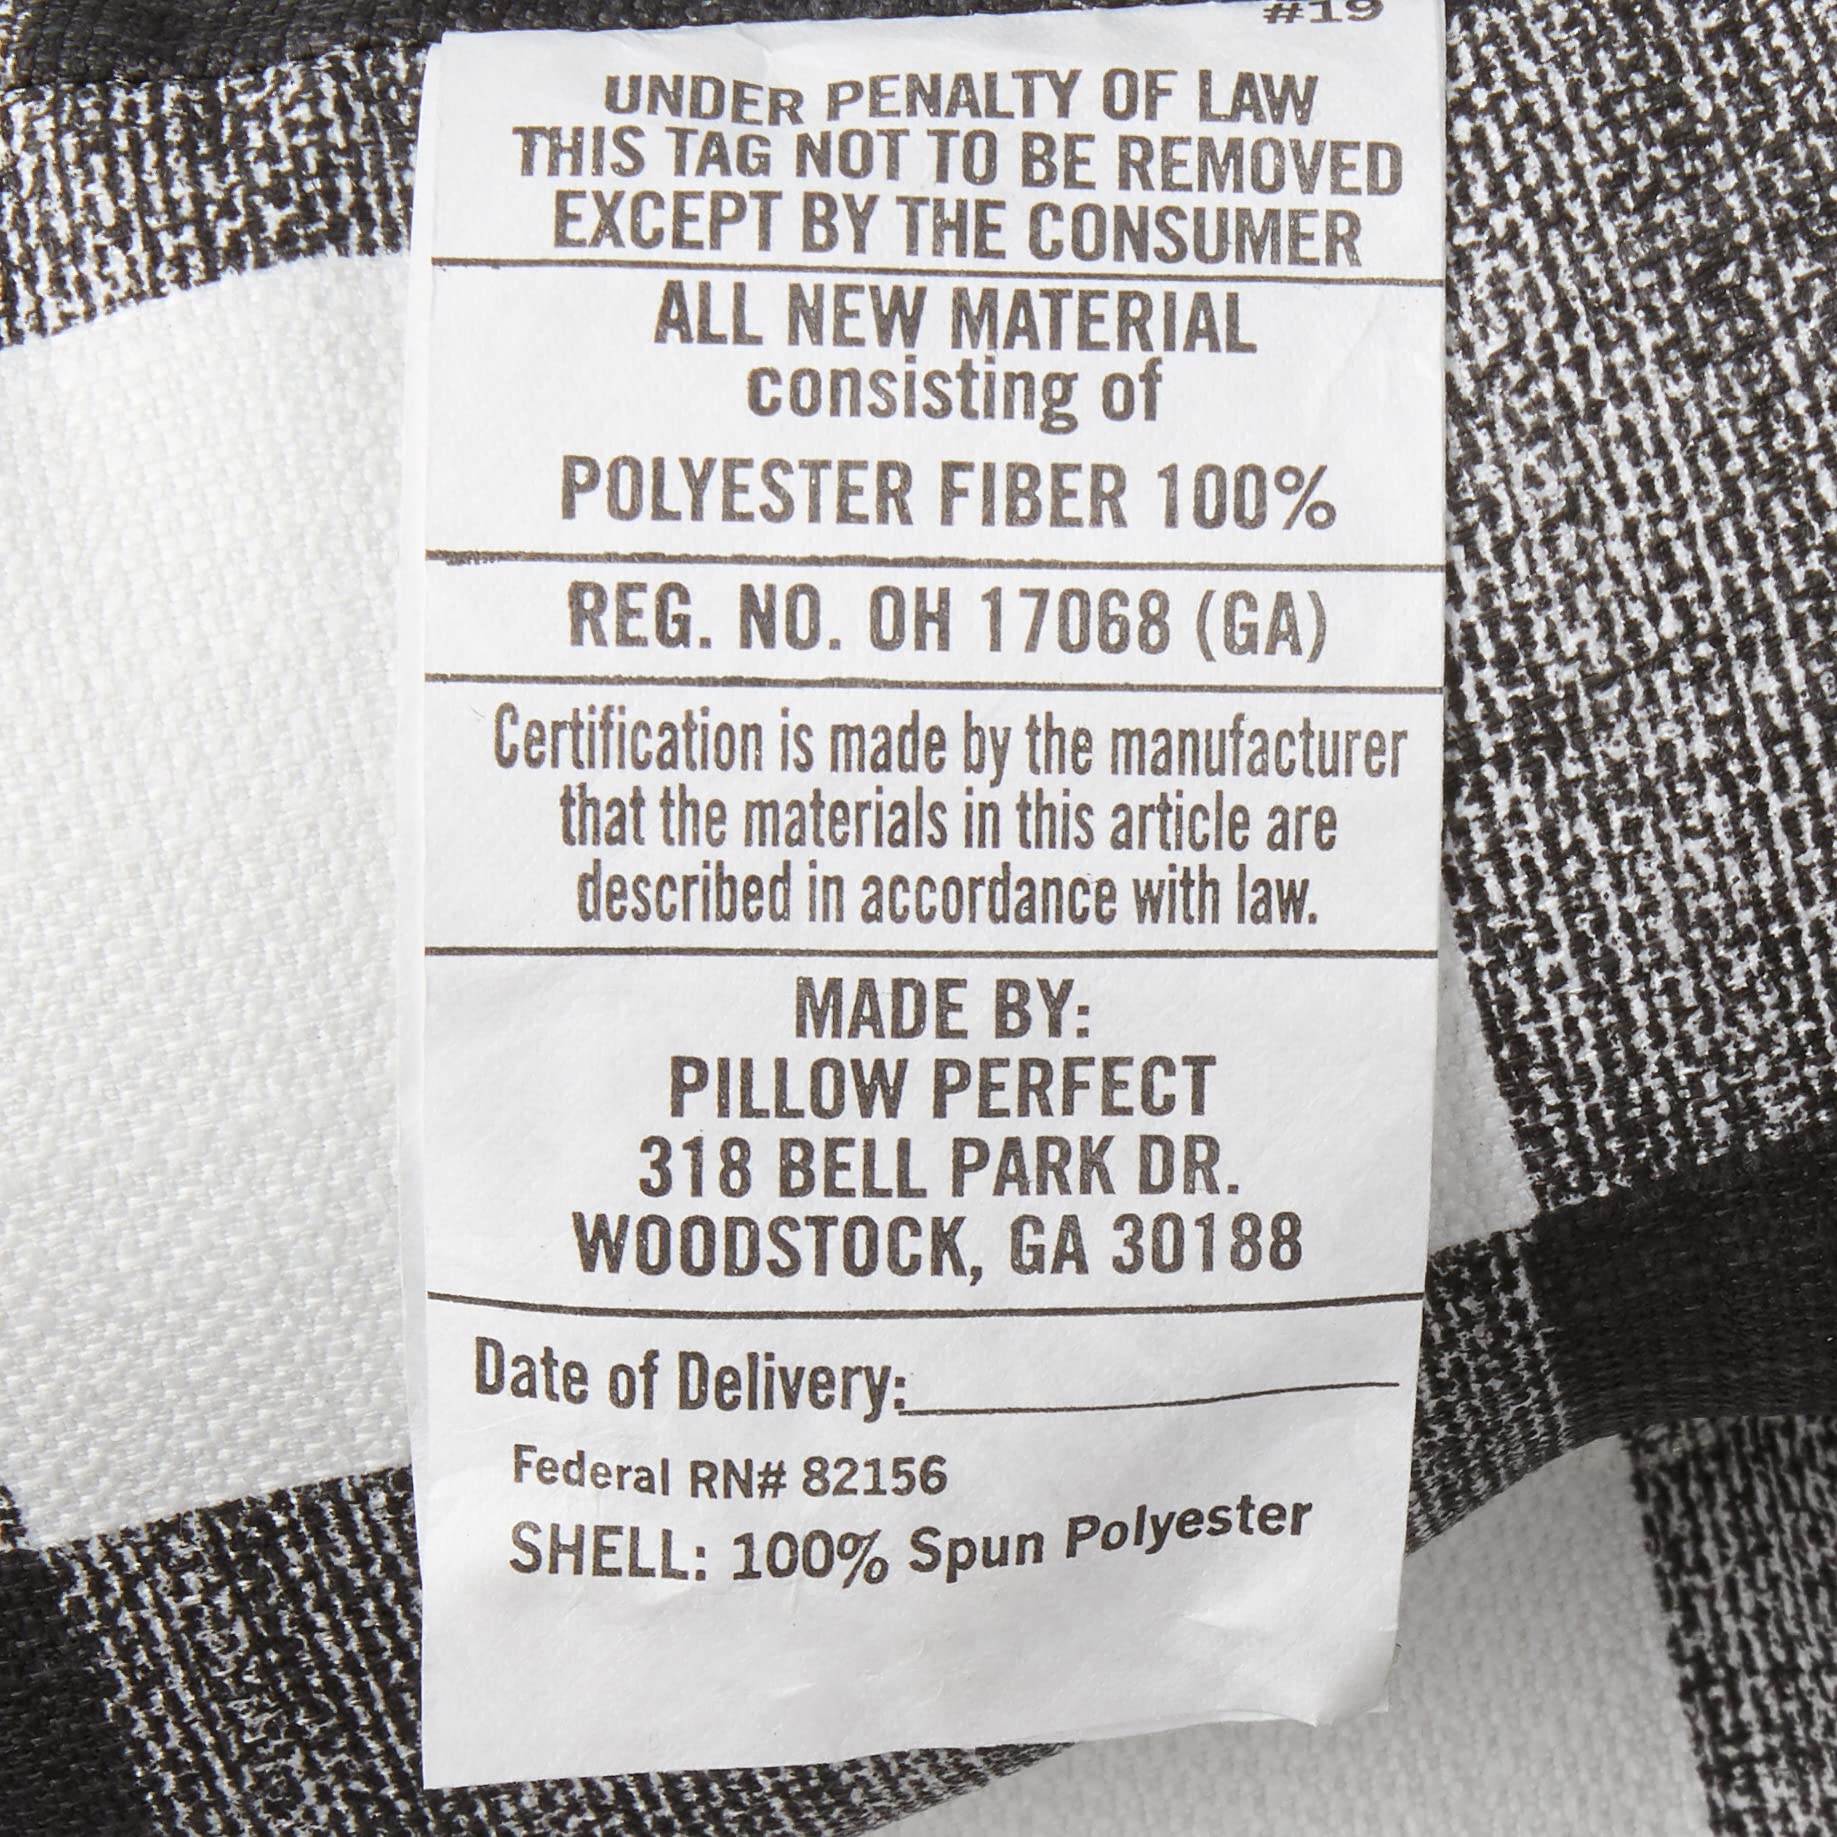 #19
UNDER PENALTY OF LAW
THIS TAG NOT TO BE REMOVED
EXCEPT BY THE CONSUMER
ALL NEW MATERIAL
consisting of
POLYESTER FIBER 100%
REG. NO. OH 17068 (GA)
Certification is made by the manufacturer
that the materials in this article are
described in accordance with law.
MADE BY:
PILLOW PERFECT
318 BELL PARK DR.
WOODSTOCK, GA 30188
Date of Delivery:
Federal RN# 82156
SHELL: 100% Spun Polyester